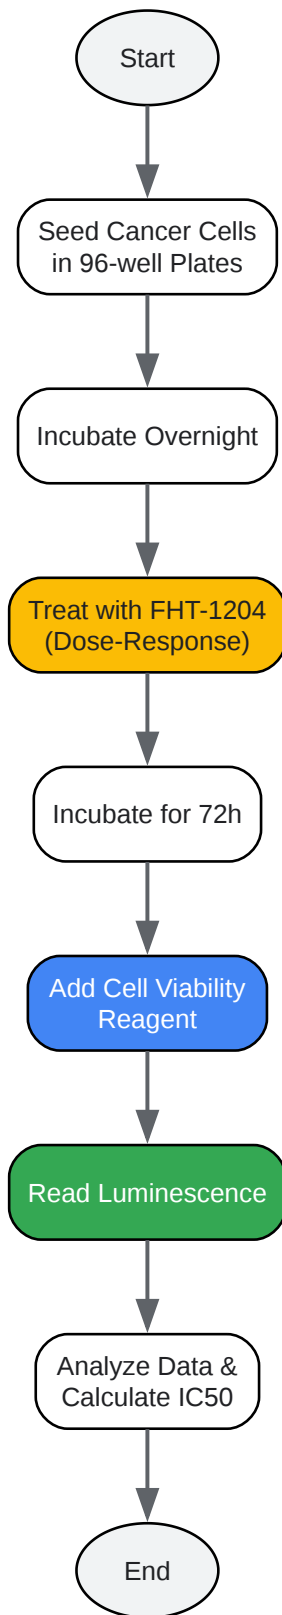 Start
Seed Cancer Cells
in 96-well Plates
Incubate Overnight
Treat with FHT-1204
(Dose-Response)
Incubate for 72h
Add Cell Viability
Reagent
Read Luminescence
Analyze Data &
Calculate IC50
End